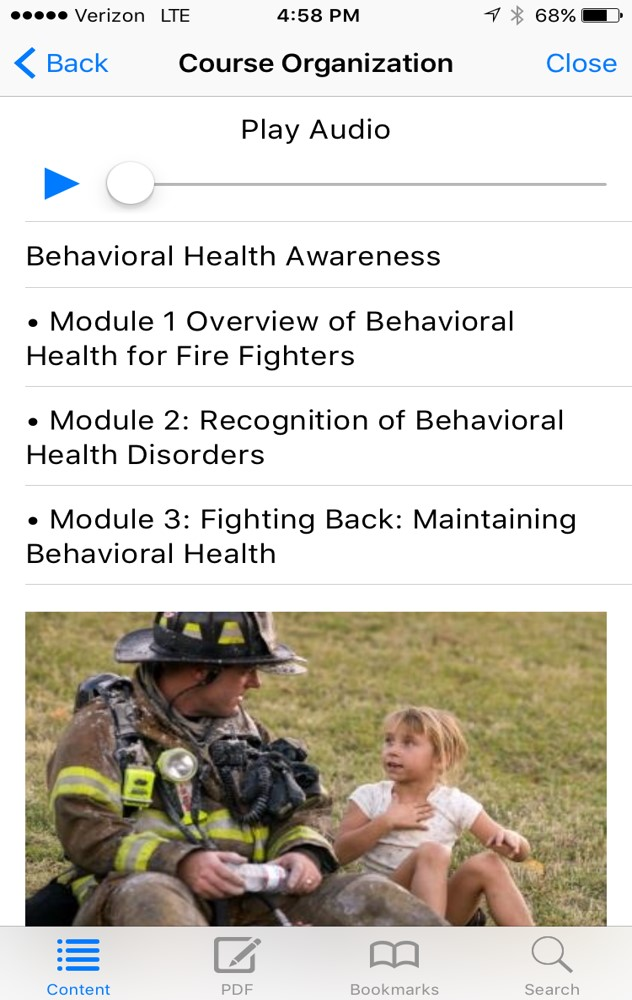 Verizon LTE 4:58 PM 68%
Back Course Organization Close
Play Audio
Behavioral Health Awareness
• Module 1 Overview of Behavioral
Health for Fire Fighters
• Module 2: Recognition of Behavioral
Health Disorders
• Module 3: Fighting Back: Maintaining
Behavioral Health
Content PDF Bookmarks Search